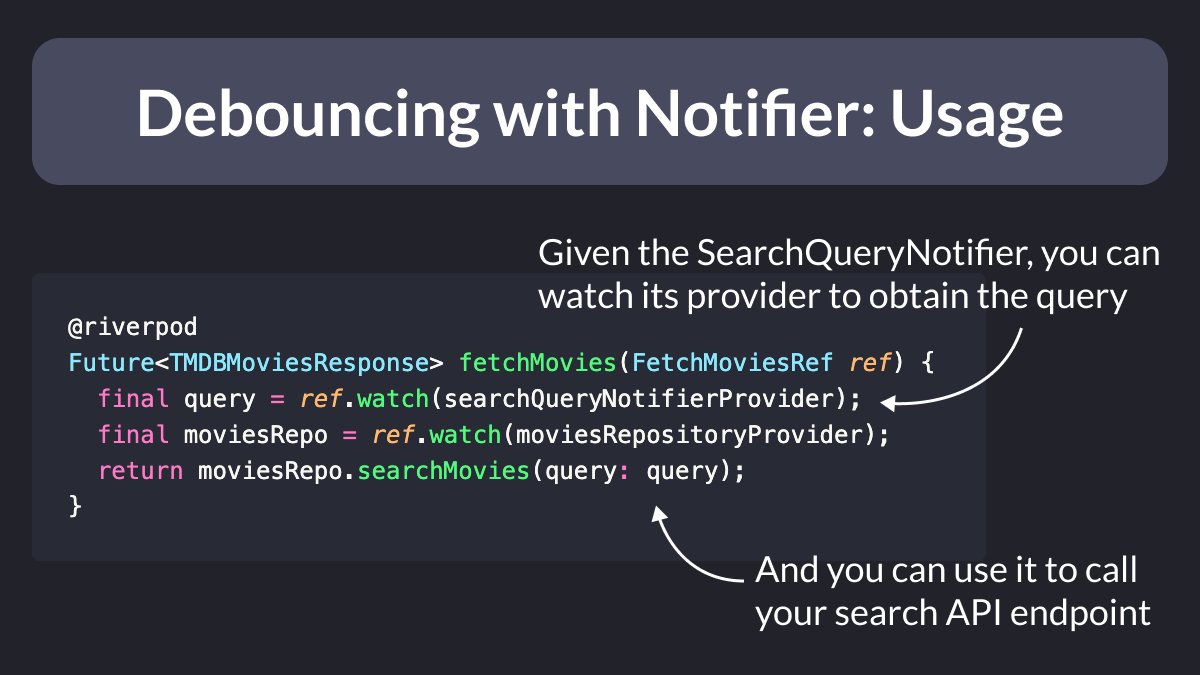 Debouncing with Notifier: Usage
Given the SearchQueryNotifier, you can
watch its provider to obtain the query
@riverpod
Future<TMDBMoviesResponse> fetchMovies(FetchMoviesRef ref) {
  final query = ref.watch(searchQueryNotifierProvider);
  final moviesRepo = ref.watch(moviesRepositoryProvider);
  return moviesRepo.searchMovies(query: query);
}
And you can use it to call
your search API endpoint